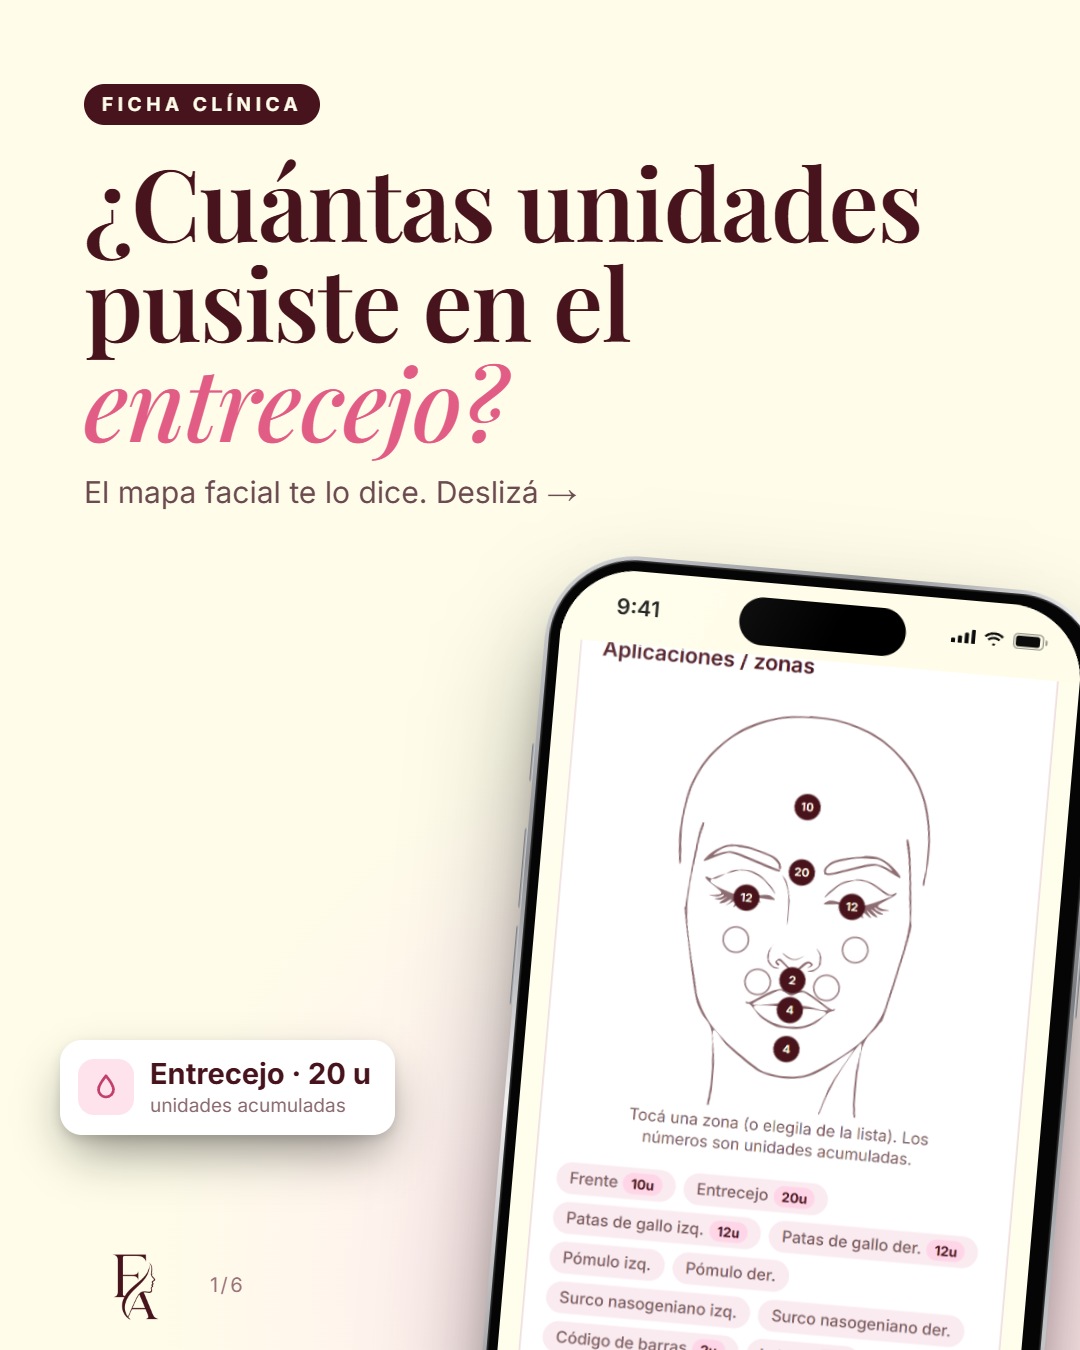 FICHA CLÍNICA
¿Cuántas unidades
pusiste en el
entrecejo?
El mapa facial te lo dice. Deslizá →
9:41
Aplicaciones / zonas
10
20
12
12
2
4
4
Tocá una zona (o elegila de la lista). Los
números son unidades acumuladas.
Frente 10u
Entrecejo 20u
Patas de gallo izq. 12u
Patas de gallo der. 12u
Pómulo izq.
Pómulo der.
Surco nasogeniano izq.
Surco nasogeniano der.
Código de barras 2u
Entrecejo · 20 u
unidades acumuladas
EA
1/6